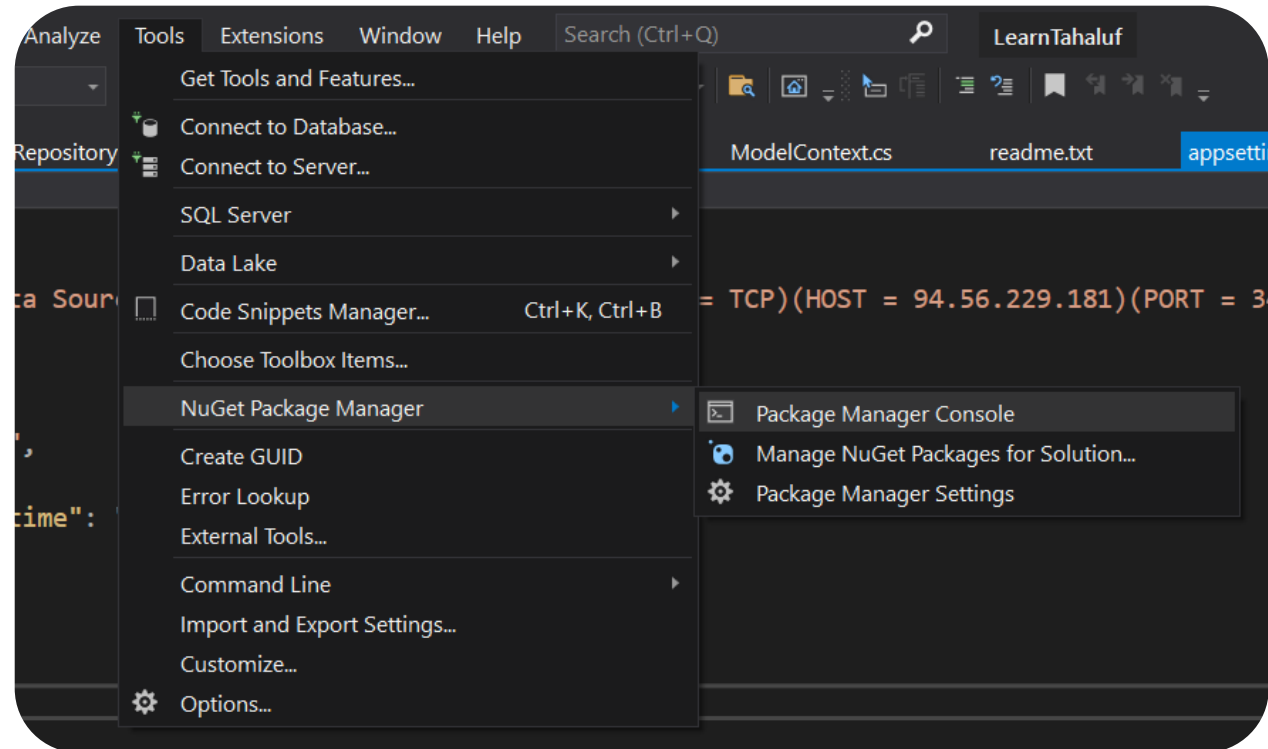 Analyze Tools Extensions Window Help Search (Ctrl+Q) LearnTahaluf
Get Tools and Features...
Connect to Database...
Repository ModelContext.cs readme.txt appsetti
Connect to Server...
SQL Server
Data Lake
ta Sour = TCP)(HOST = 94.56.229.181)(PORT = 34
Code Snippets Manager... Ctrl+K, Ctrl+B
Choose Toolbox Items...
NuGet Package Manager
Package Manager Console
",
Manage NuGet Packages for Solution...
Create GUID
Package Manager Settings
Error Lookup
time": "
External Tools...
Command Line
Import and Export Settings...
Customize...
Options...